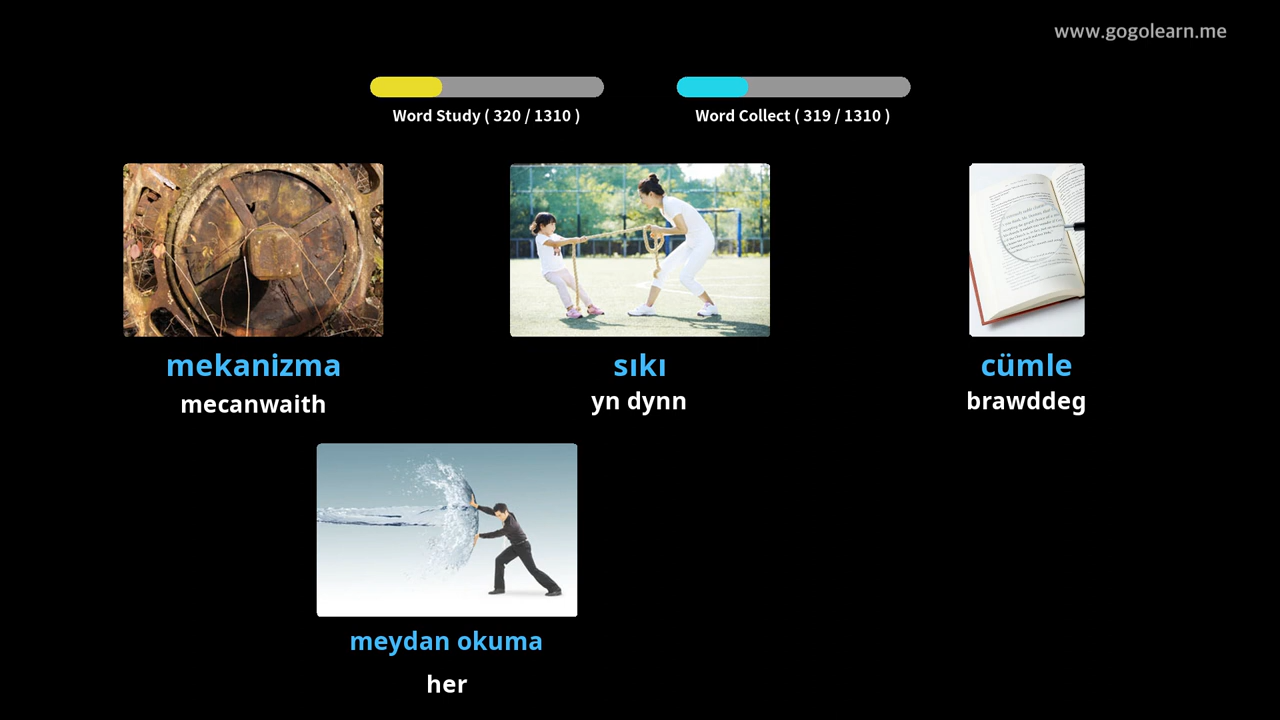 www.gogolearn.me
Word Study ( 320 / 1310 )
Word Collect ( 319 / 1310 )
mekanizma
mecanwaith
sıkı
yn dynn
cümle
brawddeg
meydan okuma
her